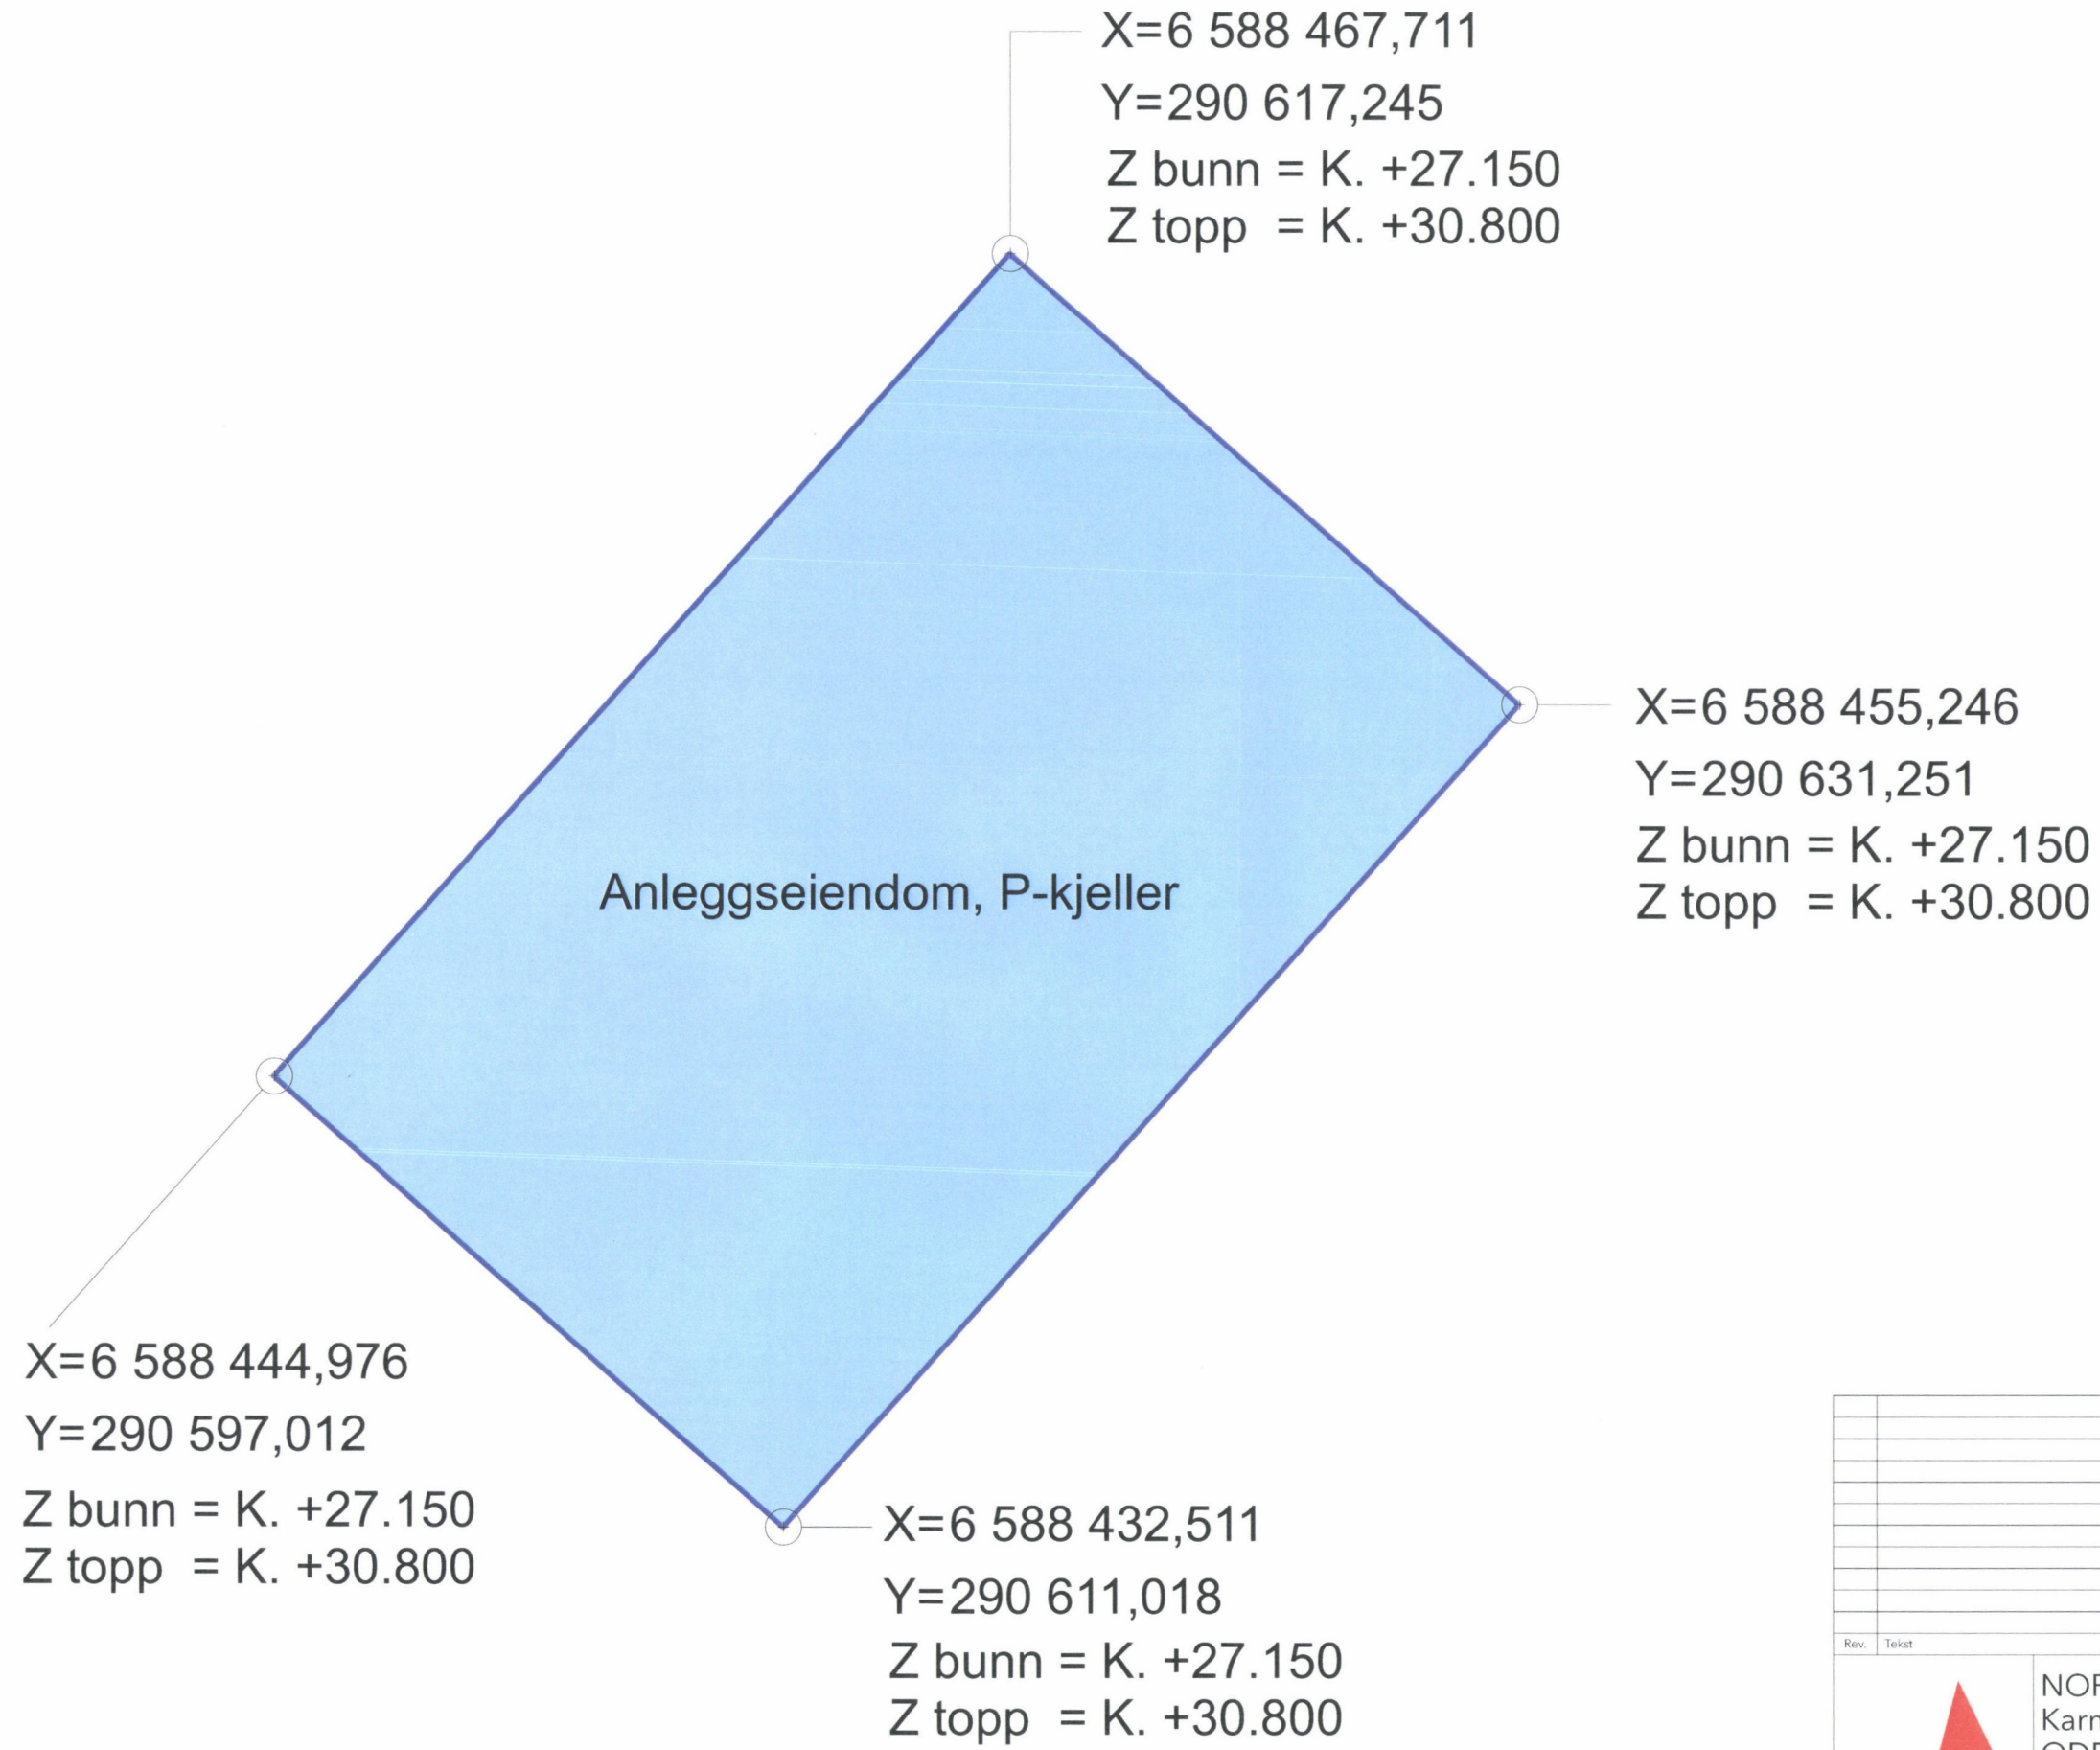 X=6 588 467,711
Y=290 617,245
Z bunn = K. +27.150
Z topp = K. +30.800
X=6 588 455,246
Y=290 631,251
Z bunn = K. +27.150
Z topp = K. +30.800
Anleggseiendom, P-kjeller
X=6 588 444,976
Y=290 597,012
Z bunn = K. +27.150
Z topp = K. +30.800
X=6 588 432,511
Y=290 611,018
Z bunn = K. +27.150
Z topp = K. +30.800
Rev. Tekst